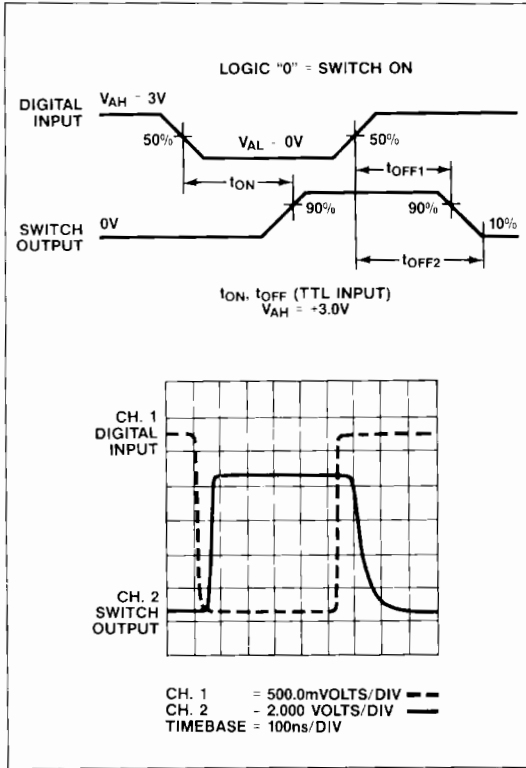 LOGIC "0" = SWITCH ON
DIGITAL
INPUT
VAH - 3V
50%
VAL - 0V
50%
tON
tOFF1
90%
90%
10%
SWITCH
OUTPUT
0V
tOFF2
tON, tOFF (TTL INPUT)
VAH = +3.0V
CH. 1
DIGITAL
INPUT
CH. 2
SWITCH
OUTPUT
CH. 1 = 500.0mVOLTS/DIV
CH. 2 - 2.000 VOLTS/DIV
TIMEBASE = 100ns/DIV